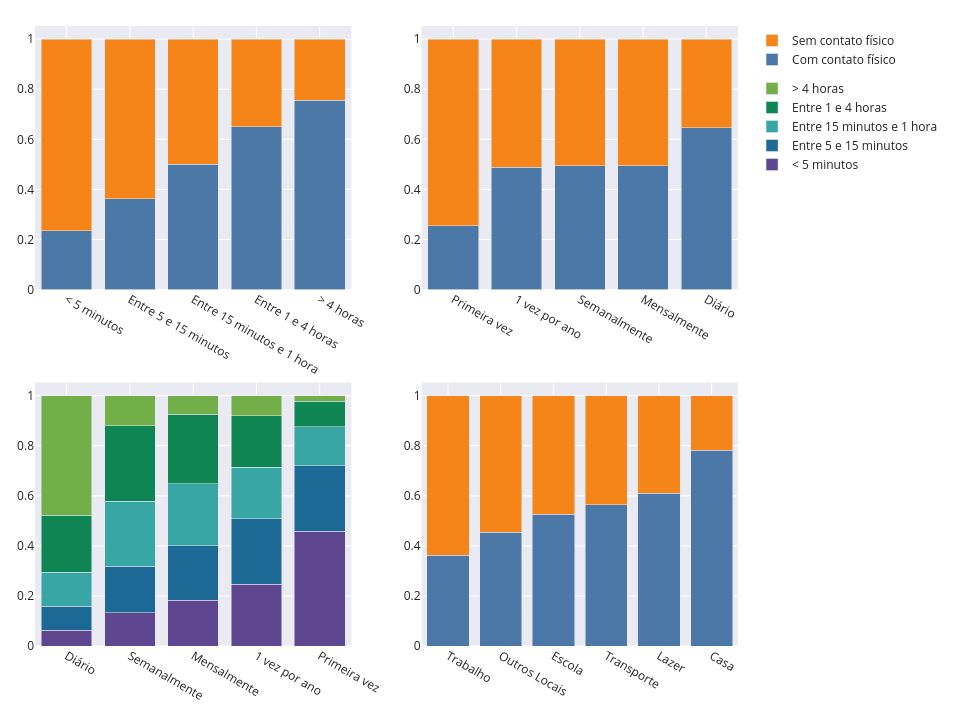 1
0.8
0.6
0.4
0.2
0
< 5 minutos
Entre 5 e 15 minutos
Entre 15 minutos e 1 hora
Entre 1 e 4 horas
> 4 horas
1
0.8
0.6
0.4
0.2
0
Primeira vez
1 vez por ano
Semanalmente
Mensalmente
Diário
Sem contato físico
Com contato físico
> 4 horas
Entre 1 e 4 horas
Entre 15 minutos e 1 hora
Entre 5 e 15 minutos
< 5 minutos
1
0.8
0.6
0.4
0.2
0
Diário
Semanalmente
Mensalmente
1 vez por ano
Primeira vez
1
0.8
0.6
0.4
0.2
0
Trabalho
Outros Locais
Escola
Transporte
Lazer
Casa